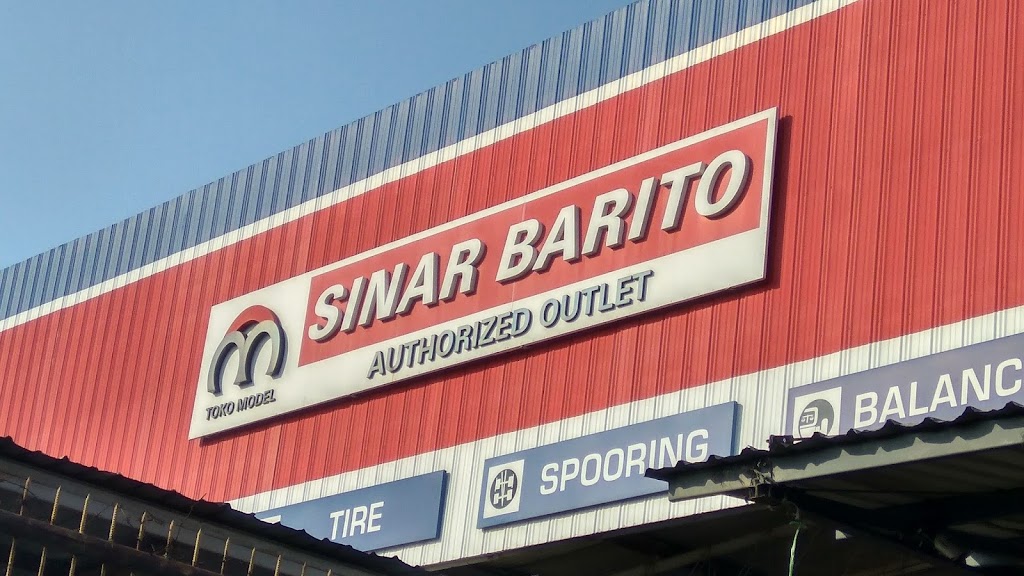 SINAR BARITO
AUTHORIZED OUTLET
TOKO MODEL
TIRE
SPOORING
BALANC